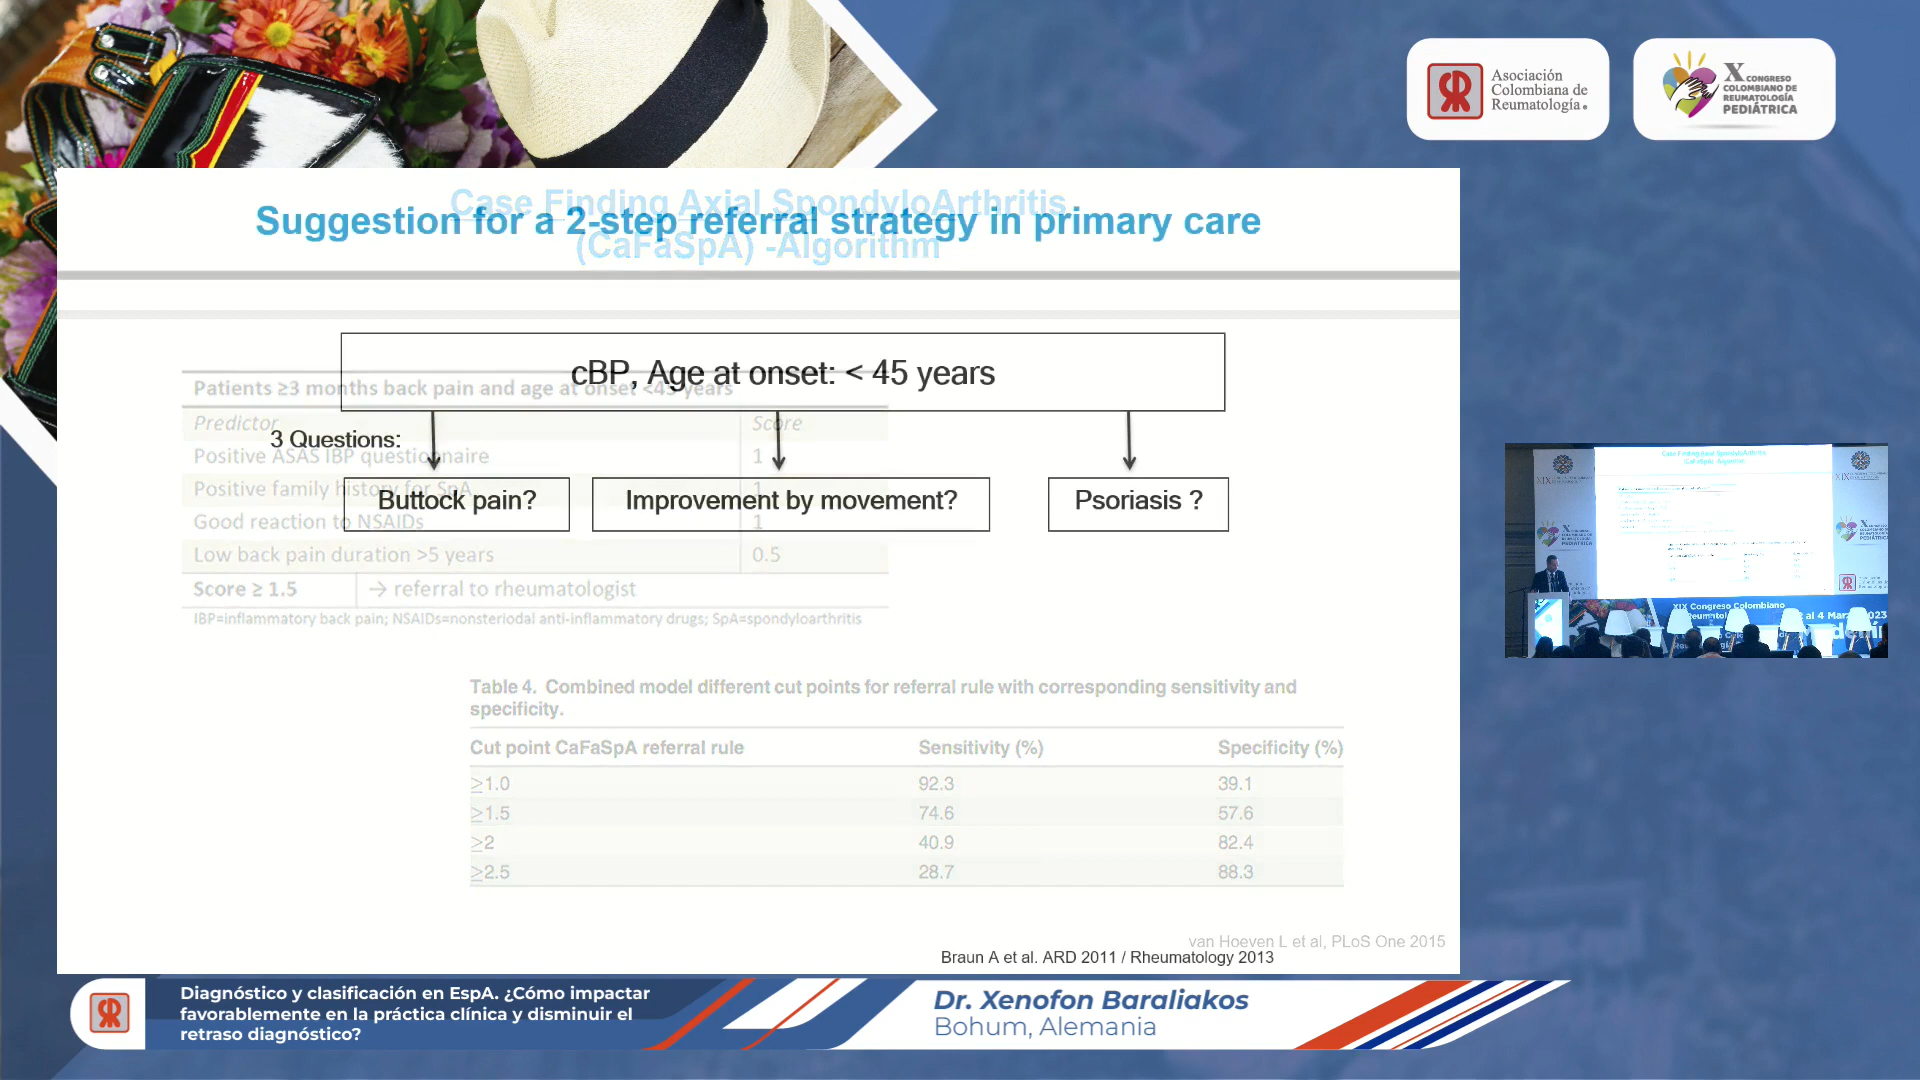 Asociación
Colombiana de
Reumatología
X CONGRESO
COLOMBIANO DE
REUMATOLOGÍA
PEDIÁTRICA
Case Finding Axial SpondyloArthritis
(CaFaSpA) -Algorithm
Suggestion for a 2-step referral strategy in primary care
cBP, Age at onset: < 45 years
Patients ≥3 months back pain and age at onset <45 years
Predictor Score
3 Questions:
Positive ASAS IBP questionnaire 1
Positive family history for SpA 1
Buttock pain?
Improvement by movement?
Psoriasis ?
Good reaction to NSAIDs 1
Low back pain duration >5 years 0.5
Score ≥ 1.5 → referral to rheumatologist
IBP=inflammatory back pain; NSAIDs=nonsteriodal anti-inflammatory drugs; SpA=spondyloarthritis
Table 4. Combined model different cut points for referral rule with corresponding sensitivity and
specificity.
Cut point CaFaSpA referral rule Sensitivity (%) Specificity (%)
≥1.0 92.3 39.1
≥1.5 74.6 57.6
≥2 40.9 82.4
≥2.5 28.7 88.3
van Hoeven L et al, PLoS One 2015
Braun A et al. ARD 2011 / Rheumatology 2013
Case Finding Axial SpondyloArthritis
XIX Congreso Colombiano
Diagnóstico y clasificación en EspA. ¿Cómo impactar
favorablemente en la práctica clínica y disminuir el
retraso diagnóstico?
Dr. Xenofon Baraliakos
Bohum, Alemania